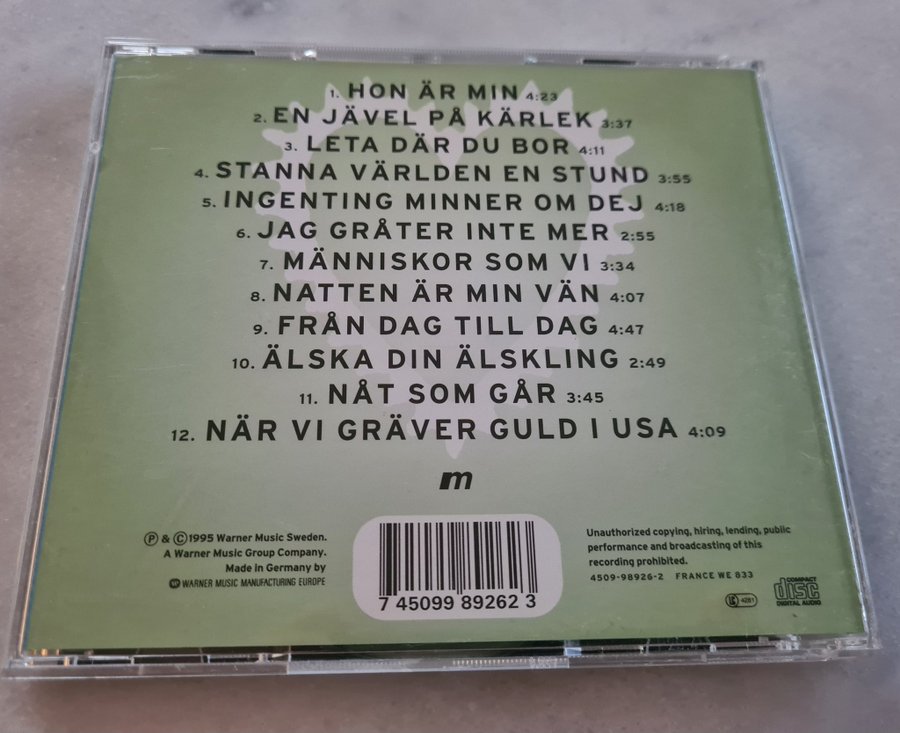 1. HON ÄR MIN 4:23
2. EN JÄVEL PÅ KÄRLEK 3:37
3. LETA DÄR DU BOR 4:11
4. STANNA VÄRLDEN EN STUND 3:55
5. INGENTING MINNER OM DEJ 4:18
6. JAG GRÅTER INTE MER 2:55
7. MÄNNISKOR SOM VI 3:34
8. NATTEN ÄR MIN VÄN 4:07
9. FRÅN DAG TILL DAG 4:47
10. ÄLSKA DIN ÄLSKLING 2:49
11. NÅT SOM GÅR 3:45
12. NÄR VI GRÄVER GULD I USA 4:09
rm
Ⓟ & Ⓒ 1995 Warner Music Sweden.
A Warner Music Group Company.
Made in Germany by
WARNER MUSIC MANUFACTURING EUROPE
7 45099 89262 3
Unauthorized copying, hiring, lending, public
performance and broadcasting of this
recording prohibited.
4509-98926-2 FRANCE WE 833
LC 4281
COMPACT
disc
DIGITAL AUDIO